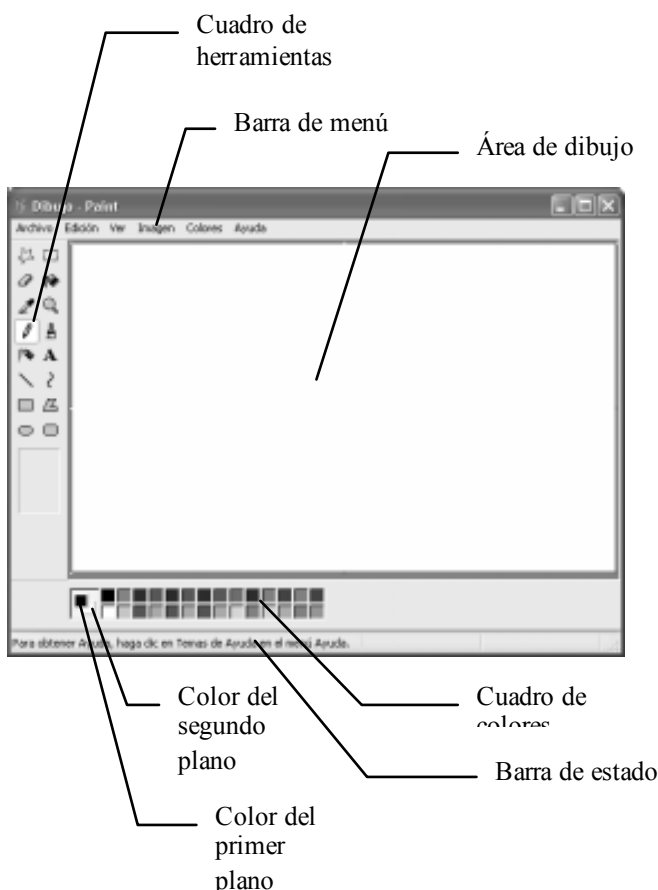 Cuadro de
herramientas
Barra de menú
Área de dibujo
Dibujo - Paint
Archivo Edición Ver Imagen Colores Ayuda
A
Para obtener Ayuda, haga clic en Temas de Ayuda en el menú Ayuda.
Color del
segundo
plano
Cuadro de
colores
Barra de estado
Color del
primer
plano